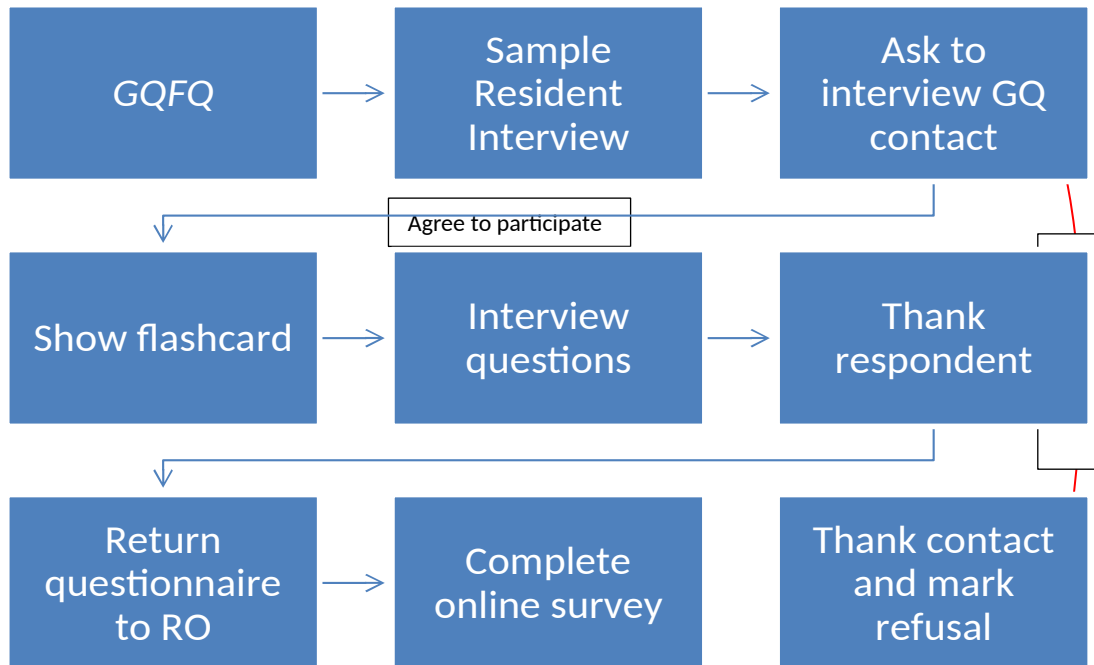 GQFQ
Sample
Resident
Interview
Ask to
interview GQ
contact
Agree to participate
Show flashcard
Interview
questions
Thank
respondent
Return
questionnaire
to RO
Complete
online survey
Thank contact
and mark
refusal